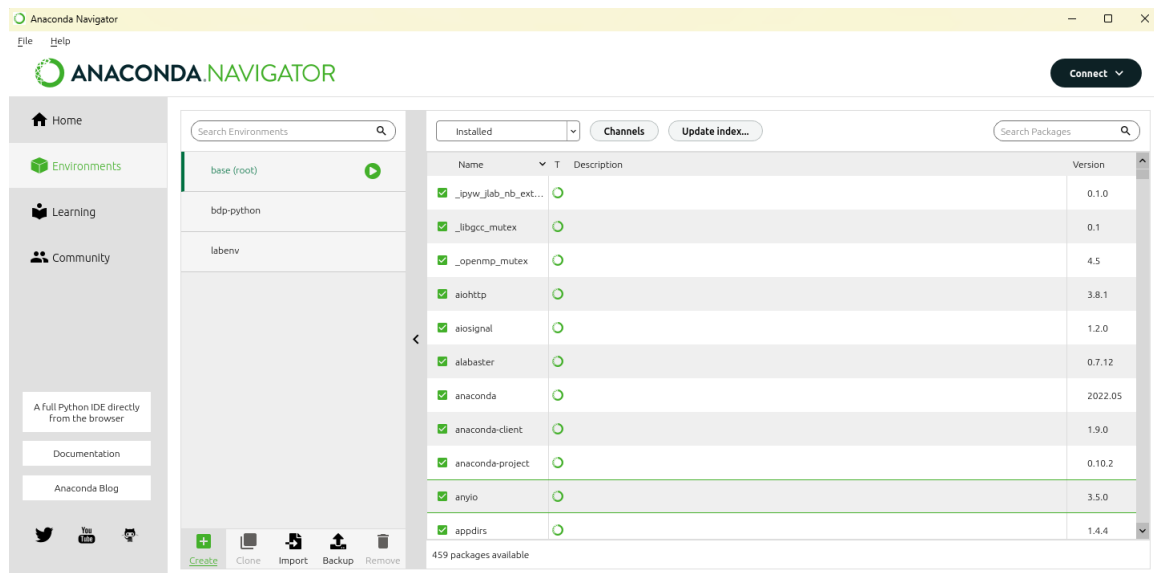 Anaconda Navigator
File Help
ANACONDA.NAVIGATOR
Connect
Home
Environments
Learning
Community
A full Python IDE directly
from the browser
Documentation
Anaconda Blog
You
Tube
Search Environments
base (root)
bdp-python
labenv
Create Clone Import Backup Remove
Installed Channels Update index... Search Packages
Name T Description Version
_ipyw_jlab_nb_ext... 0.1.0
_libgcc_mutex 0.1
_openmp_mutex 4.5
aiohttp 3.8.1
aiosignal 1.2.0
alabaster 0.7.12
anaconda 2022.05
anaconda-client 1.9.0
anaconda-project 0.10.2
anyio 3.5.0
appdirs 1.4.4
459 packages available